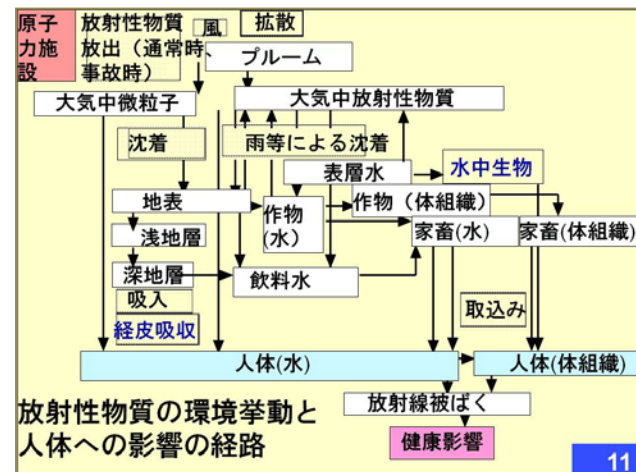 原子
力施
設
放射性物質
放出（通常時、
事故時）
風
拡散
プルーム
大気中微粒子
大気中放射性物質
沈着
雨等による沈着
表層水
水中生物
地表
作物
(水)
作物（体組織）
浅地層
家畜(水)
家畜(体組織)
深地層
飲料水
吸入
取込み
経皮吸収
人体(水)
人体(体組織)
放射線被ばく
放射性物質の環境挙動と
人体への影響の経路
健康影響
11